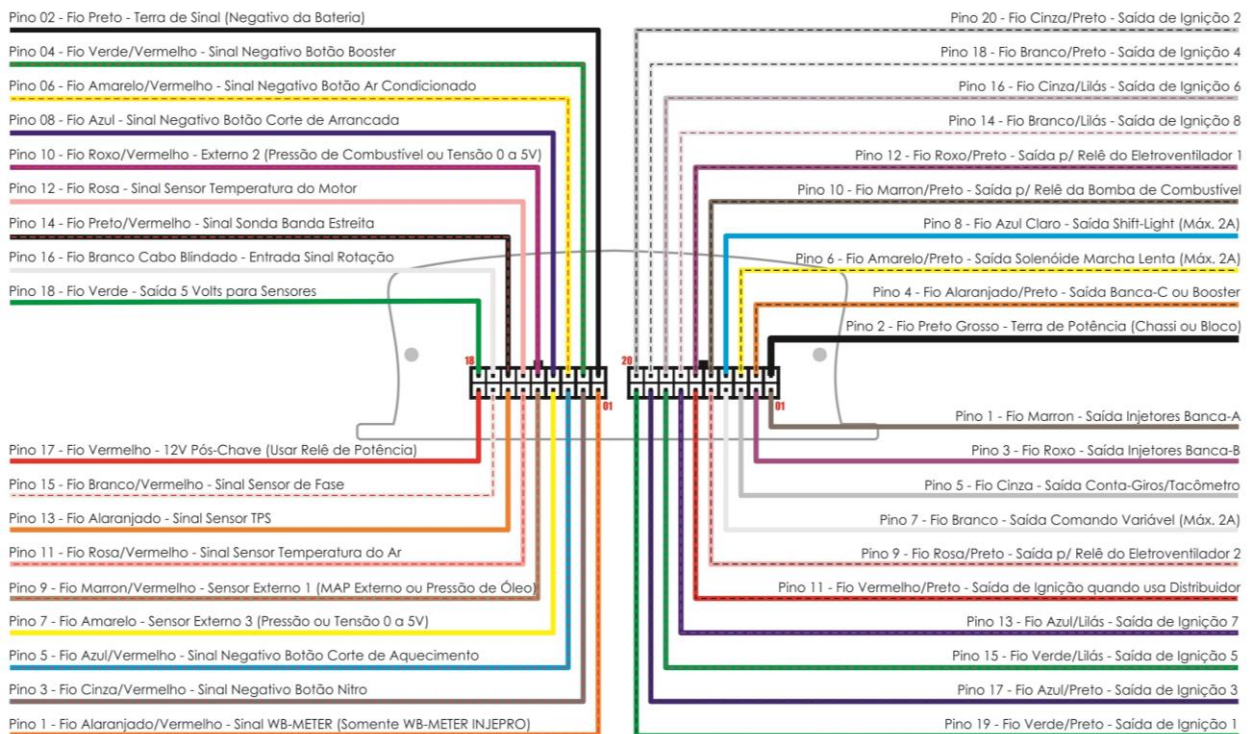 Pino 02 - Fio Preto - Terra de Sinal (Negativo da Bateria)
Pino 04 - Fio Verde/Vermelho - Sinal Negativo Botão Booster
Pino 06 - Fio Amarelo/Vermelho - Sinal Negativo Botão Ar Condicionado
Pino 08 - Fio Azul - Sinal Negativo Botão Corte de Arrancada
Pino 10 - Fio Roxo/Vermelho - Externo 2 (Pressão de Combustível ou Tensão 0 a 5V)
Pino 12 - Fio Rosa - Sinal Sensor Temperatura do Motor
Pino 14 - Fio Preto/Vermelho - Sinal Sonda Banda Estreita
Pino 16 - Fio Branco Cabo Blindado - Entrada Sinal Rotação
Pino 18 - Fio Verde - Saída 5 Volts para Sensores
18
01
Pino 17 - Fio Vermelho - 12V Pós-Chave (Usar Relê de Potência)
Pino 15 - Fio Branco/Vermelho - Sinal Sensor de Fase
Pino 13 - Fio Alaranjado - Sinal Sensor TPS
Pino 11 - Fio Rosa/Vermelho - Sinal Sensor Temperatura do Ar
Pino 9 - Fio Marron/Vermelho - Sensor Externo 1 (MAP Externo ou Pressão de Óleo)
Pino 7 - Fio Amarelo - Sensor Externo 3 (Pressão ou Tensão 0 a 5V)
Pino 5 - Fio Azul/Vermelho - Sinal Negativo Botão Corte de Aquecimento
Pino 3 - Fio Cinza/Vermelho - Sinal Negativo Botão Nitro
Pino 1 - Fio Alaranjado/Vermelho - Sinal WB-METER (Somente WB-METER INJEPRO)
Pino 20 - Fio Cinza/Preto - Saída de Ignição 2
Pino 18 - Fio Branco/Preto - Saída de Ignição 4
Pino 16 - Fio Cinza/Lilás - Saída de Ignição 6
Pino 14 - Fio Branco/Lilás - Saída de Ignição 8
Pino 12 - Fio Roxo/Preto - Saída p/ Relê do Eletroventilador 1
Pino 10 - Fio Marron/Preto - Saída p/ Relê da Bomba de Combustível
Pino 8 - Fio Azul Claro - Saída Shift-Light (Máx. 2A)
Pino 6 - Fio Amarelo/Preto - Saída Solenóide Marcha Lenta (Máx. 2A)
Pino 4 - Fio Alaranjado/Preto - Saída Banca-C ou Booster
Pino 2 - Fio Preto Grosso - Terra de Potência (Chassi ou Bloco)
20
01
Pino 1 - Fio Marron - Saída Injetores Banca-A
Pino 3 - Fio Roxo - Saída Injetores Banca-B
Pino 5 - Fio Cinza - Saída Conta-Giros/Tacômetro
Pino 7 - Fio Branco - Saída Comando Variável (Máx. 2A)
Pino 9 - Fio Rosa/Preto - Saída p/ Relê do Eletroventilador 2
Pino 11 - Fio Vermelho/Preto - Saída de Ignição quando usa Distribuidor
Pino 13 - Fio Azul/Lilás - Saída de Ignição 7
Pino 15 - Fio Verde/Lilás - Saída de Ignição 5
Pino 17 - Fio Azul/Preto - Saída de Ignição 3
Pino 19 - Fio Verde/Preto - Saída de Ignição 1